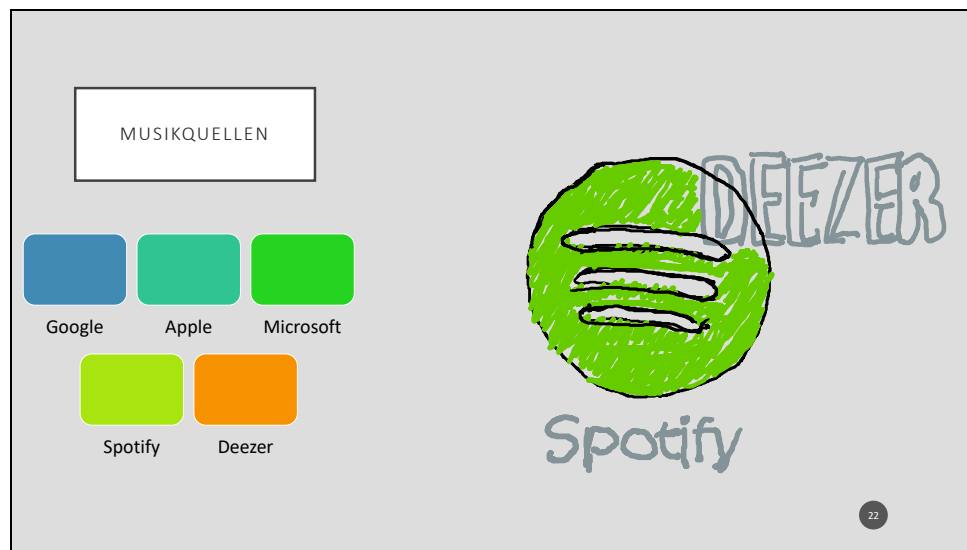 MUSIKQUELLEN
Google Apple Microsoft
Spotify Deezer
DEEZER
Spotify
22